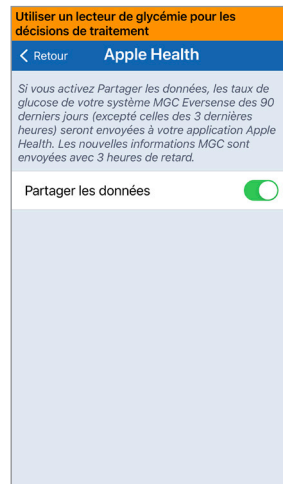 Utiliser un lecteur de glycémie pour les
décisions de traitement
Retour Apple Health
Si vous activez Partager les données, les taux de
glucose de votre système MGC Eversense des 90
derniers jours (excepté celles des 3 dernières
heures) seront envoyées à votre application Apple
Health. Les nouvelles informations MGC sont
envoyées avec 3 heures de retard.
Partager les données